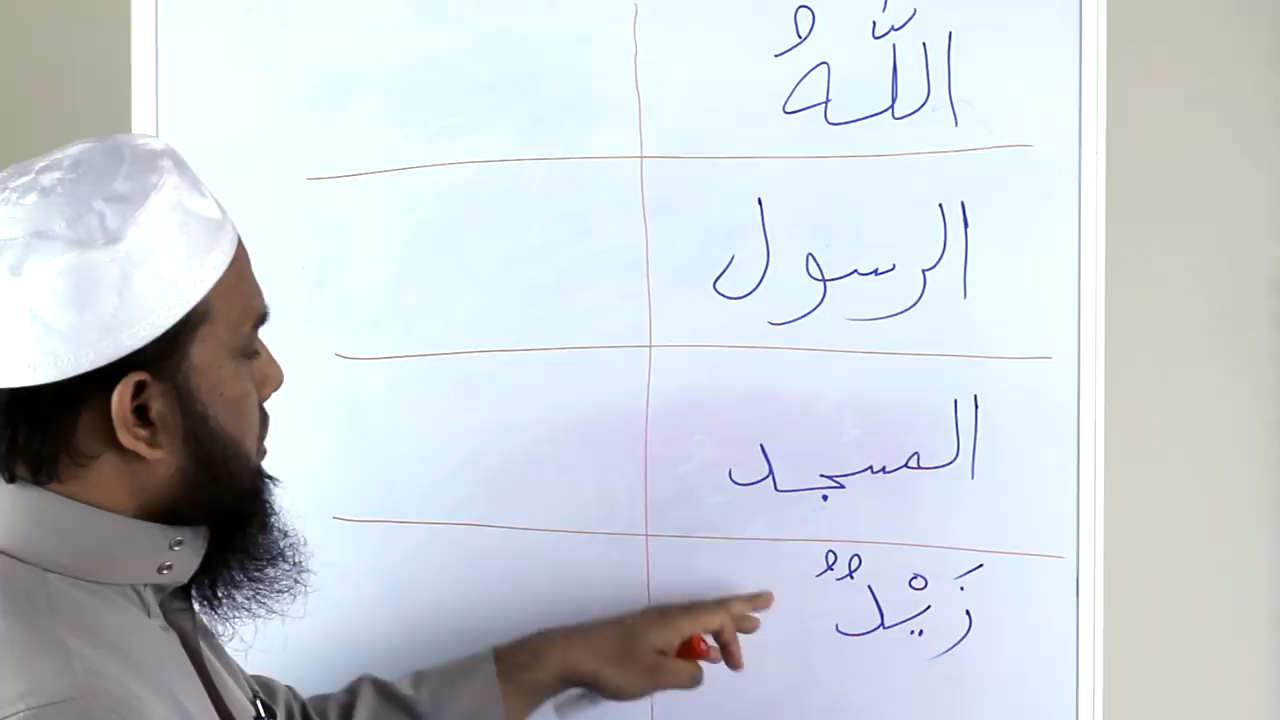 اللّهُ
الرسول
المسجد
زَيْدٌ